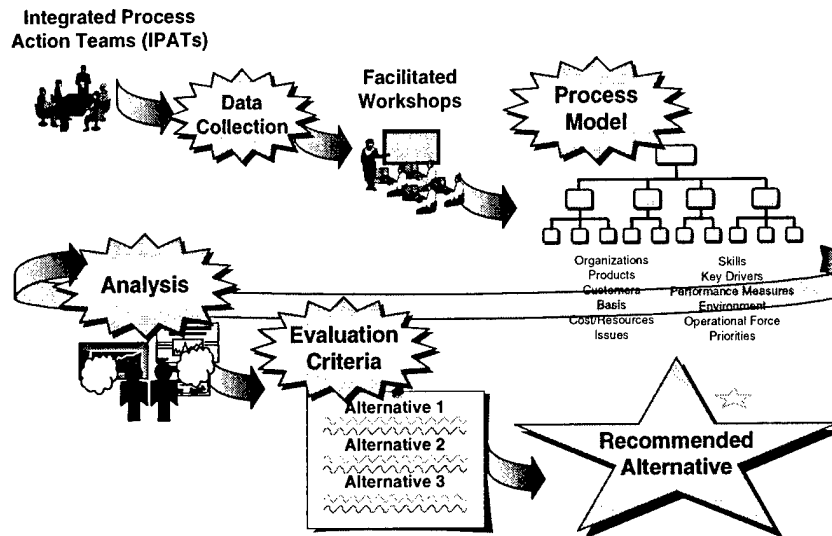 Integrated Process
Action Teams (IPATs)
Data
Collection
Facilitated
Workshops
Process
Model
Organizations
Products
Customers
Basis
Cost/Resources
Issues
Skills
Key Drivers
Performance Measures
Environment
Operational Force
Priorities
Analysis
Evaluation
Criteria
Alternative 1
Alternative 2
Alternative 3
Recommended
Alternative